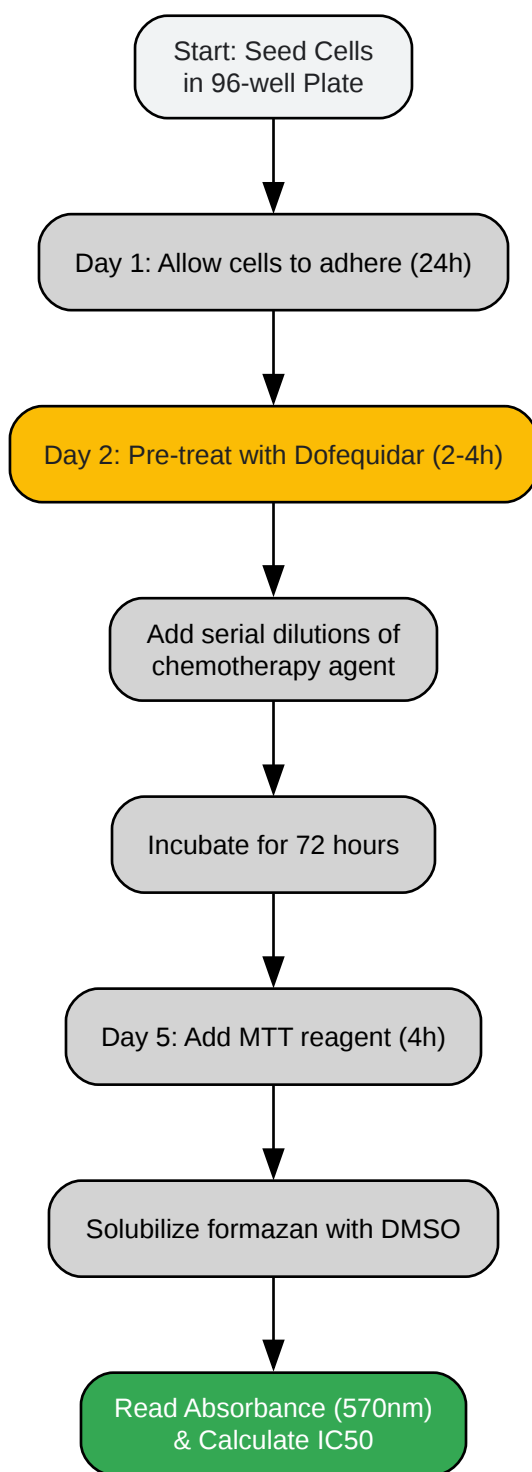 Start: Seed Cells
in 96-well Plate
Day 1: Allow cells to adhere (24h)
Day 2: Pre-treat with Dofequidar (2-4h)
Add serial dilutions of
chemotherapy agent
Incubate for 72 hours
Day 5: Add MTT reagent (4h)
Solubilize formazan with DMSO
Read Absorbance (570nm)
& Calculate IC50